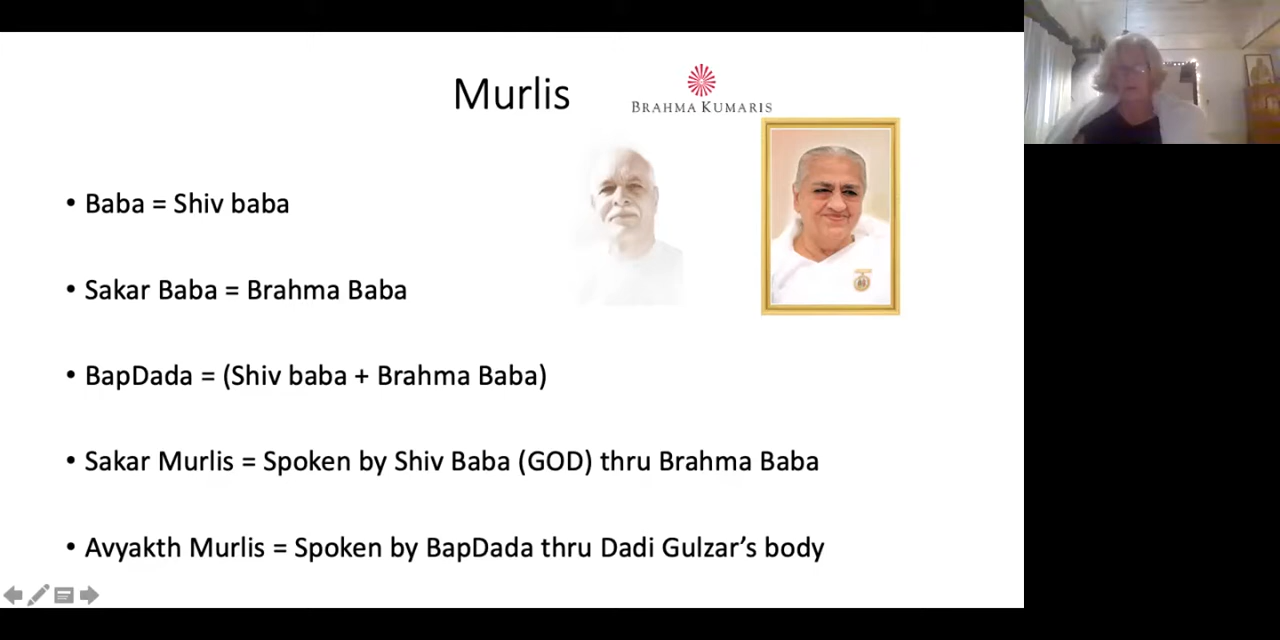 Murlis
BRAHMA KUMARIS
• Baba = Shiv baba
• Sakar Baba = Brahma Baba
• BapDada = (Shiv baba + Brahma Baba)
• Sakar Murlis = Spoken by Shiv Baba (GOD) thru Brahma Baba
• Avyakth Murlis = Spoken by BapDada thru Dadi Gulzar’s body